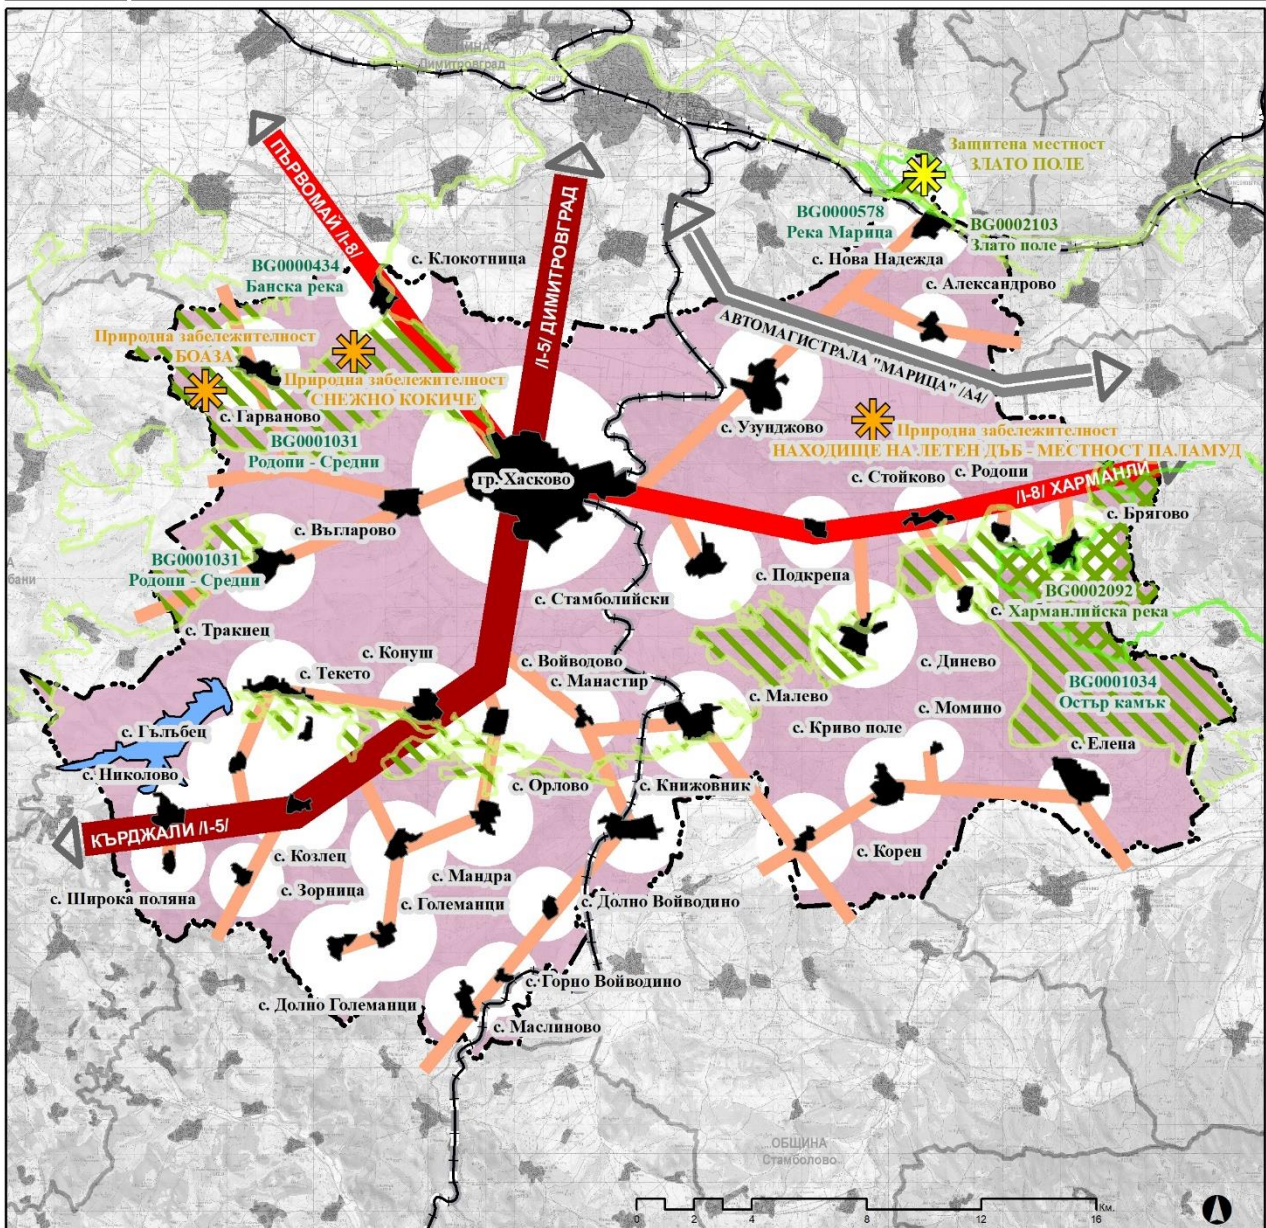 ОБЩИНА
Димитровград
Защитена местност
ЗЛАТО ПОЛЕ
ПЪРВОМАЙ /I-8/
/I-5/ ДИМИТРОВГРАД
BG0000578
Река Марица
BG0002103
Злато поле
с. Клокотница
с. Нова Надежда
BG0000434
Банска река
с. Александрово
АВТОМАГИСТРАЛА "МАРИЦА" /А4/
Природна забележителност
БОАЗА
Природна забележителност
СНЕЖНО КОКИЧЕ
с. Гарваново
с. Узунджово
Природна забележителност
НАХОДИЩЕ НА ЛЕТЕН ДЪБ - МЕСТНОСТ ПАЛАМУД
BG0001031
Родопи - Средни
гр. Хасково
с. Стойково
с. Родопи
/I-8/ ХАРМАНЛИ
с. Брягово
с. Въгларово
BG0001031
Родопи - Средни
с. Подкрепа
с. Стамболийски
BG0002092
с. Харманлийска река
с. Тракиец
с. Конуш
с. Текето
с. Войводово
с. Манастир
с. Динево
с. Малево
BG0001034
Остър камък
с. Момино
с. Гълъбец
с. Криво поле
с. Елена
с. Николово
с. Орлово
с. Книжовник
КЪРДЖАЛИ /I-5/
с. Козлец
с. Корен
с. Мандра
с. Зорница
с. Широка поляна
с. Големанци
с. Долно Войводино
с. Горно Войводино
с. Долно Големанци
с. Маслиново
ОБЩИНА
Стамболово
Км.
0 2 4 8 12 16